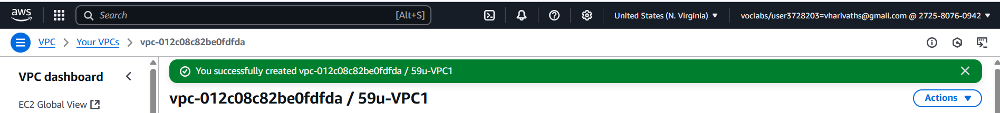 aws
Search [Alt+S] United States (N. Virginia) voclabs/user3728203=vharivaths@gmail.com @ 2725-8076-0942
VPC Your VPCs vpc-012c08c82be0fdfda
You successfully created vpc-012c08c82be0fdfda / 59u-VPC1
VPC dashboard
vpc-012c08c82be0fdfda / 59u-VPC1 Actions
EC2 Global View